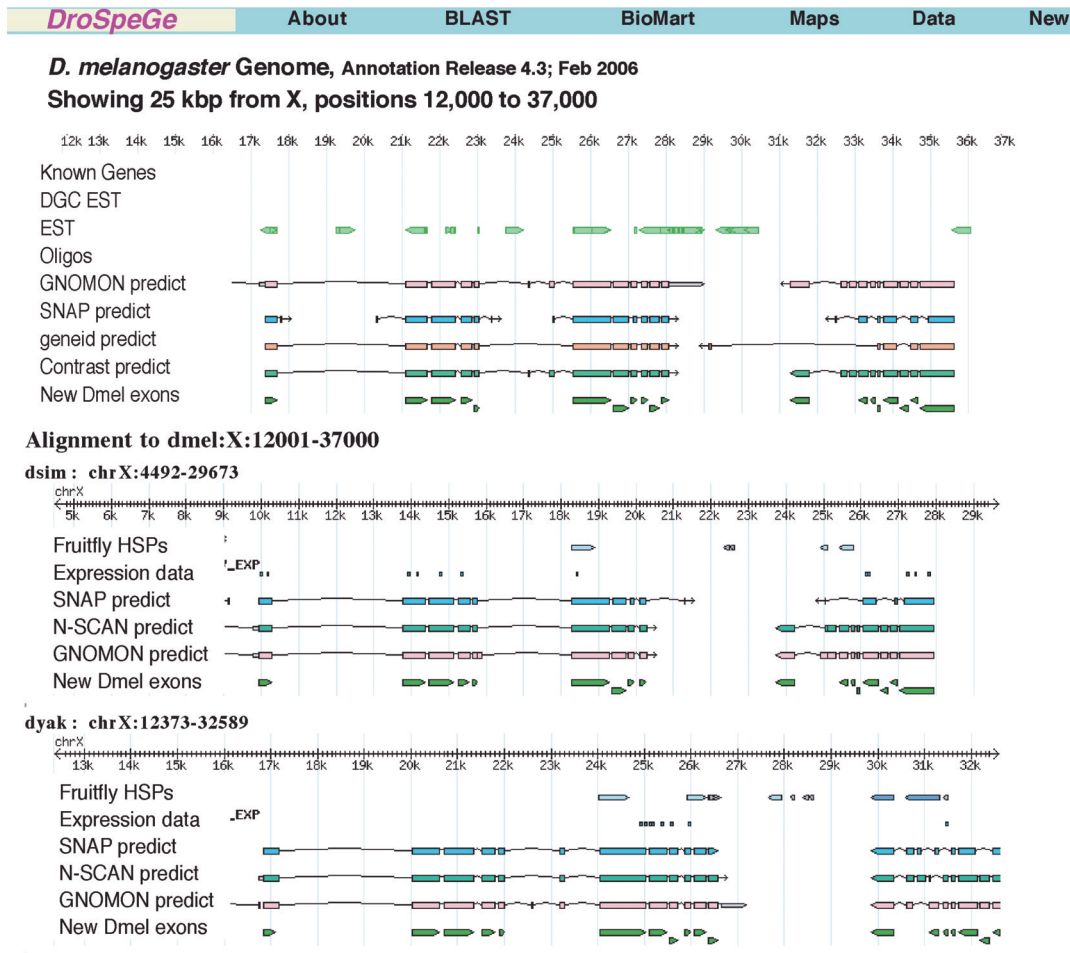 DroSpeGe About BLAST BioMart Maps Data New
D. melanogaster Genome, Annotation Release 4.3; Feb 2006
Showing 25 kbp from X, positions 12,000 to 37,000
12k 13k 14k 15k 16k 17k 18k 19k 20k 21k 22k 23k 24k 25k 26k 27k 28k 29k 30k 31k 32k 33k 34k 35k 36k 37k
Known Genes
DGC EST
EST
Oligos
GNOMON predict
SNAP predict
geneid predict
Contrast predict
New Dmel exons
Alignment to dmel:X:12001-37000
dsim : chrX:4492-29673
chrX
5k 6k 7k 8k 9k 10k 11k 12k 13k 14k 15k 16k 17k 18k 19k 20k 21k 22k 23k 24k 25k 26k 27k 28k 29k
Fruitfly HSPs
_EXP
Expression data
SNAP predict
N-SCAN predict
GNOMON predict
New Dmel exons
dyak : chrX:12373-32589
chrX
13k 14k 15k 16k 17k 18k 19k 20k 21k 22k 23k 24k 25k 26k 27k 28k 29k 30k 31k 32k
Fruitfly HSPs
Expression data _EXP
SNAP predict
N-SCAN predict
GNOMON predict
New Dmel exons